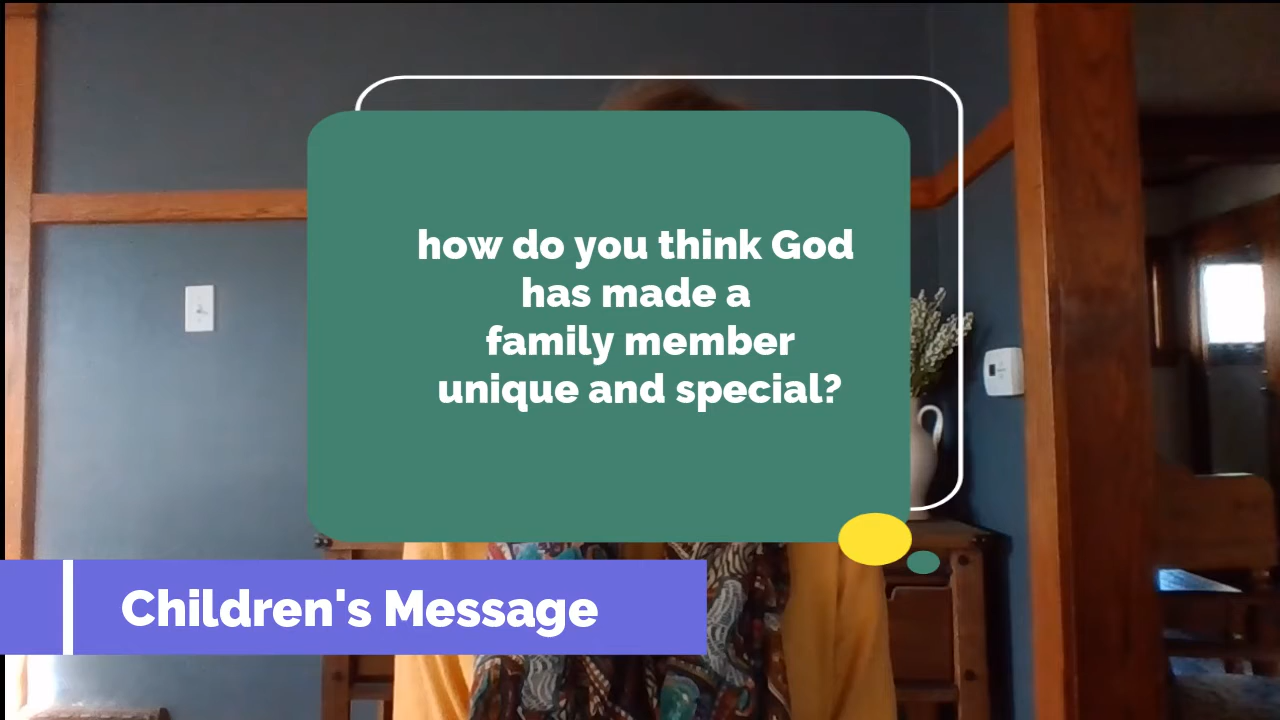 how do you think God
has made a
family member
unique and special?
Children's Message